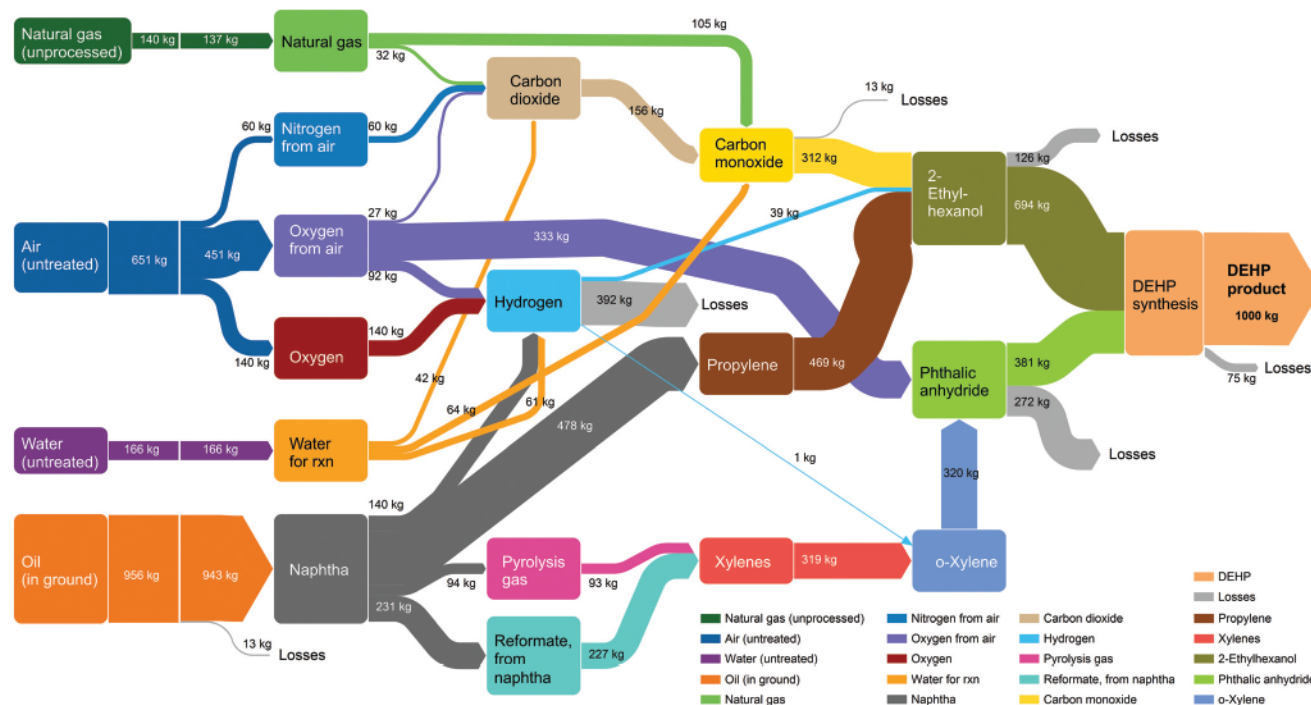 Natural gas
(unprocessed)
140 kg
137 kg
Natural gas
105 kg
32 kg
Carbon
dioxide
156 kg
13 kg
Losses
60 kg
Nitrogen
from air
60 kg
Carbon
monoxide
312 kg
2-
Ethyl-
hexanol
126 kg
Losses
694 kg
39 kg
27 kg
Air
(untreated)
651 kg
451 kg
Oxygen
from air
333 kg
92 kg
Hydrogen
392 kg
Losses
DEHP
synthesis
DEHP
product
1000 kg
140 kg
Oxygen
140 kg
Propylene
469 kg
Phthalic
anhydride
381 kg
75 kg
Losses
272 kg
Losses
42 kg
64 kg
61 kg
478 kg
Water
(untreated)
166 kg
166 kg
Water
for rxn
1 kg
320 kg
140 kg
Oil
(in ground)
956 kg
943 kg
Naphtha
94 kg
Pyrolysis
gas
93 kg
Xylenes
319 kg
o-Xylene
231 kg
13 kg
Losses
Reformate,
from
naphtha
227 kg
Natural gas (unprocessed)
Air (untreated)
Water (untreated)
Oil (in ground)
Natural gas
Nitrogen from air
Oxygen from air
Oxygen
Water for rxn
Naphtha
Carbon dioxide
Hydrogen
Pyrolysis gas
Reformate, from naphtha
Carbon monoxide
DEHP
Losses
Propylene
Xylenes
2-Ethylhexanol
Phthalic anhydride
o-Xylene